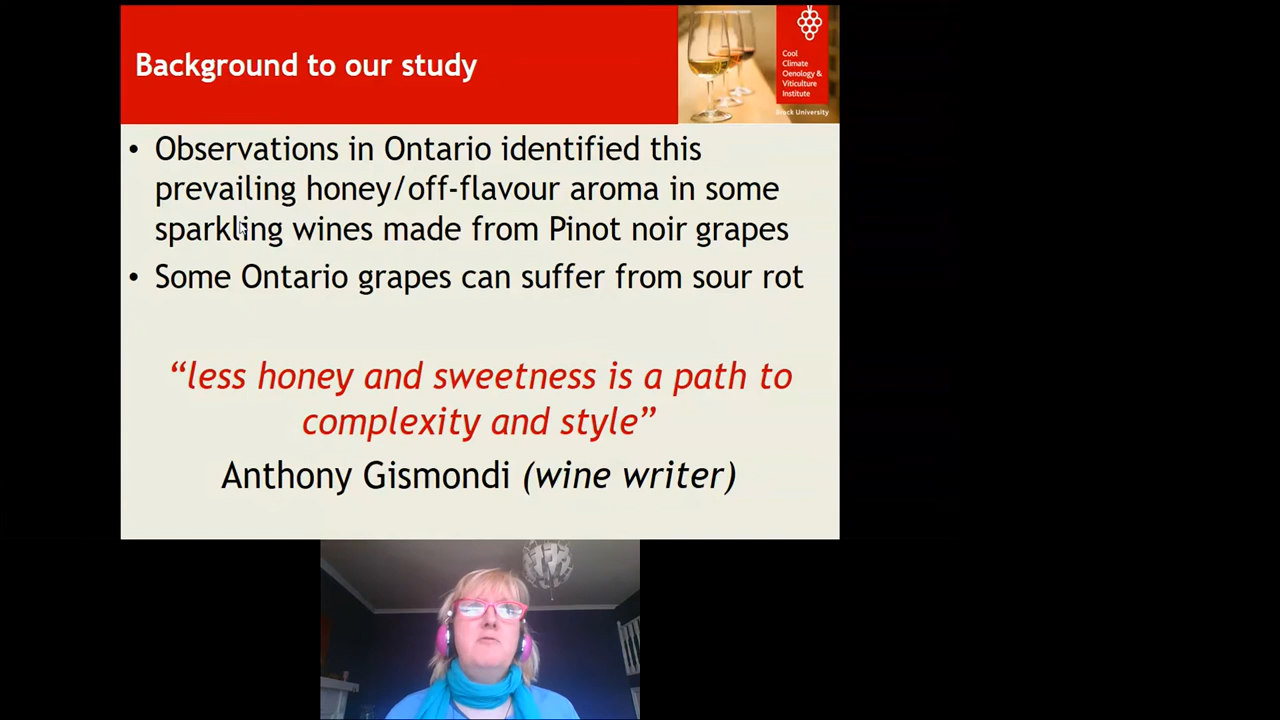 Background to our study
Cool
Climate
Oenology &
Viticulture
Institute
Brock University
• Observations in Ontario identified this
prevailing honey/off-flavour aroma in some
sparkling wines made from Pinot noir grapes
• Some Ontario grapes can suffer from sour rot
“less honey and sweetness is a path to
complexity and style”
Anthony Gismondi (wine writer)